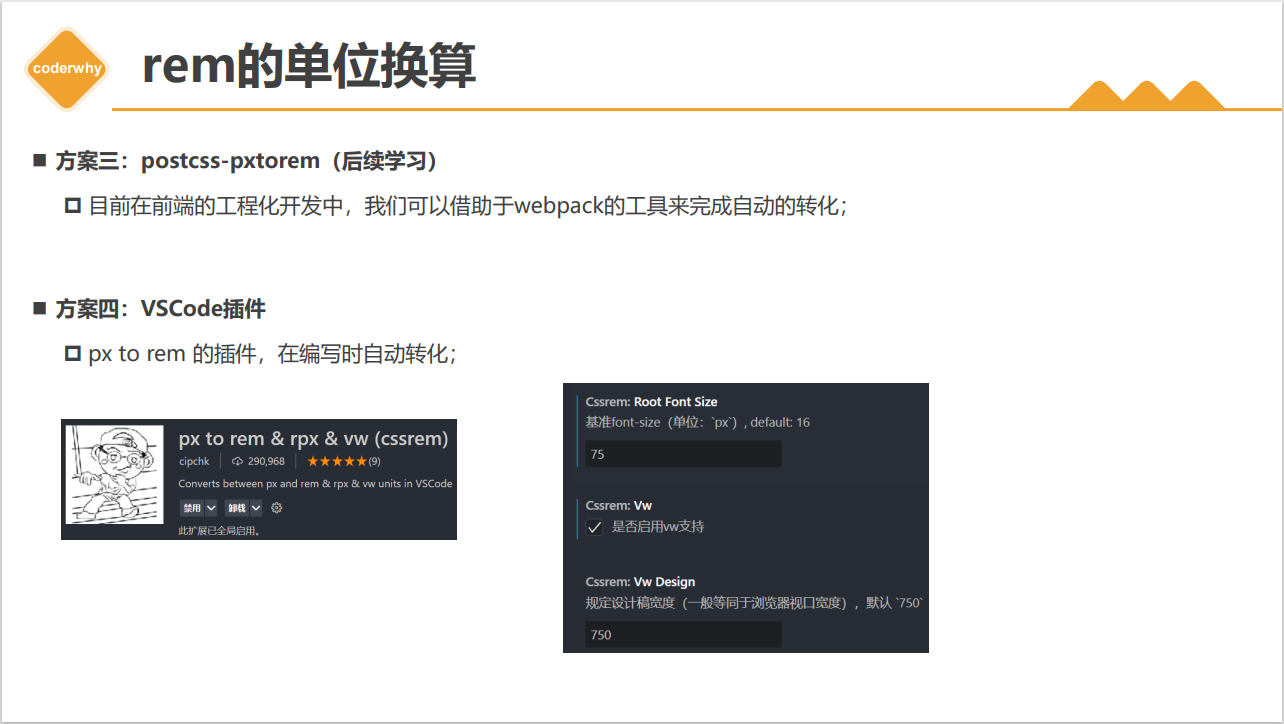 coderwhy
rem的单位换算
方案三：postcss-pxtorem（后续学习）
目前在前端的工程化开发中，我们可以借助于webpack的工具来完成自动的转化；
方案四：VSCode插件
px to rem 的插件，在编写时自动转化；
px to rem & rpx & vw (cssrem)
cipchk 290,968 ★★★★★(9)
Converts between px and rem & rpx & vw units in VSCode
禁用 卸载
此扩展已全局启用。
Cssrem: Root Font Size
基准font-size（单位：`px`）, default: 16
75
Cssrem: Vw
是否启用vw支持
Cssrem: Vw Design
规定设计稿宽度（一般等同于浏览器视口宽度）, 默认 `750`
750